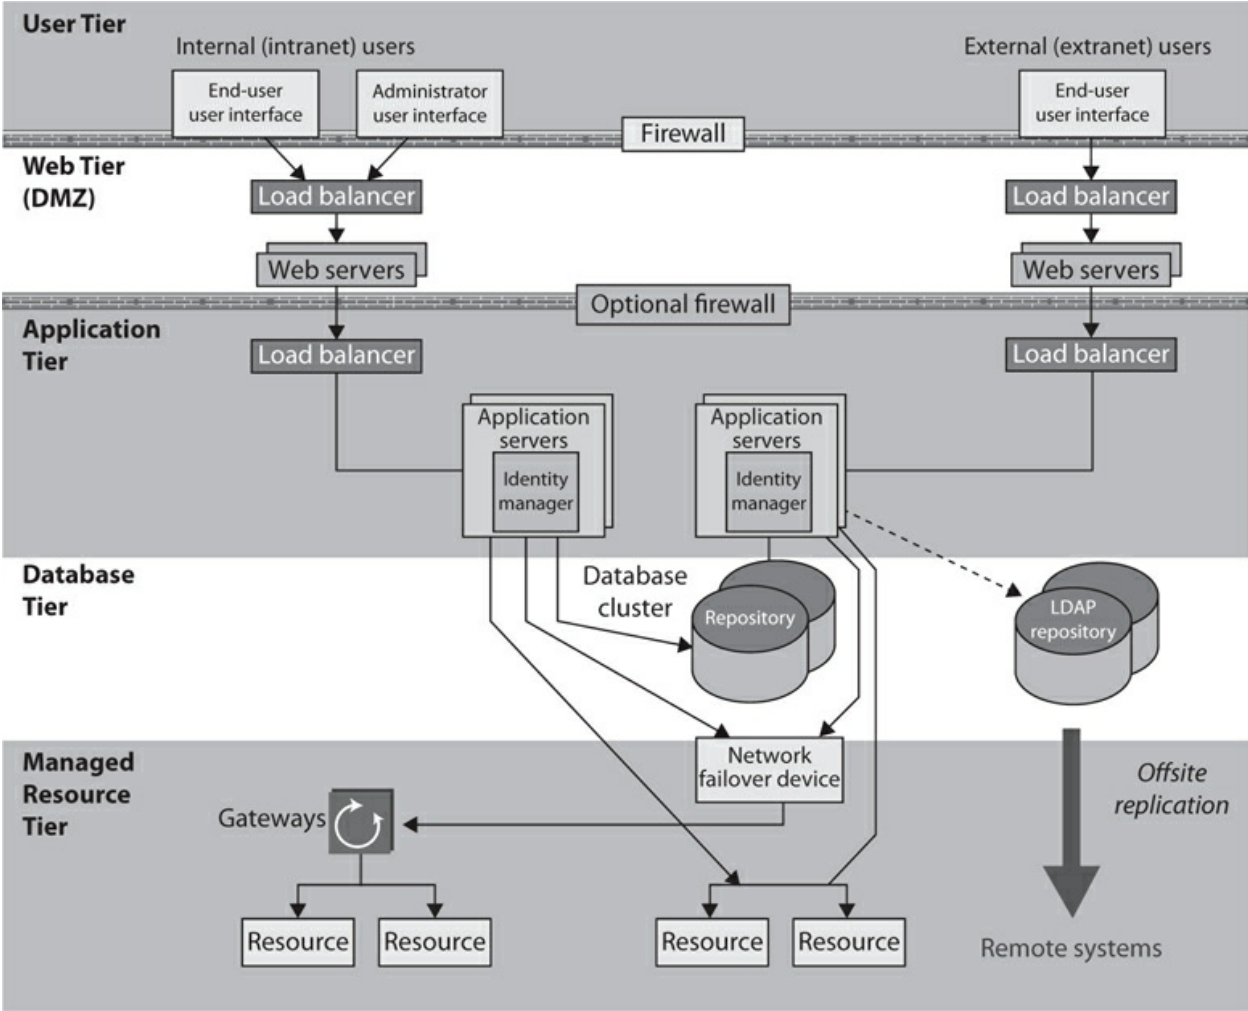 User Tier
Internal (intranet) users
External (extranet) users
End-user
user interface
Administrator
user interface
End-user
user interface
Firewall
Web Tier
(DMZ)
Load balancer
Load balancer
Web servers
Web servers
Optional firewall
Application
Tier
Load balancer
Load balancer
Application
servers
Identity
manager
Application
servers
Identity
manager
Database
Tier
Database
cluster
Repository
LDAP
repository
Managed
Resource
Tier
Network
failover device
Offsite
replication
Gateways
Resource
Resource
Resource
Resource
Remote systems